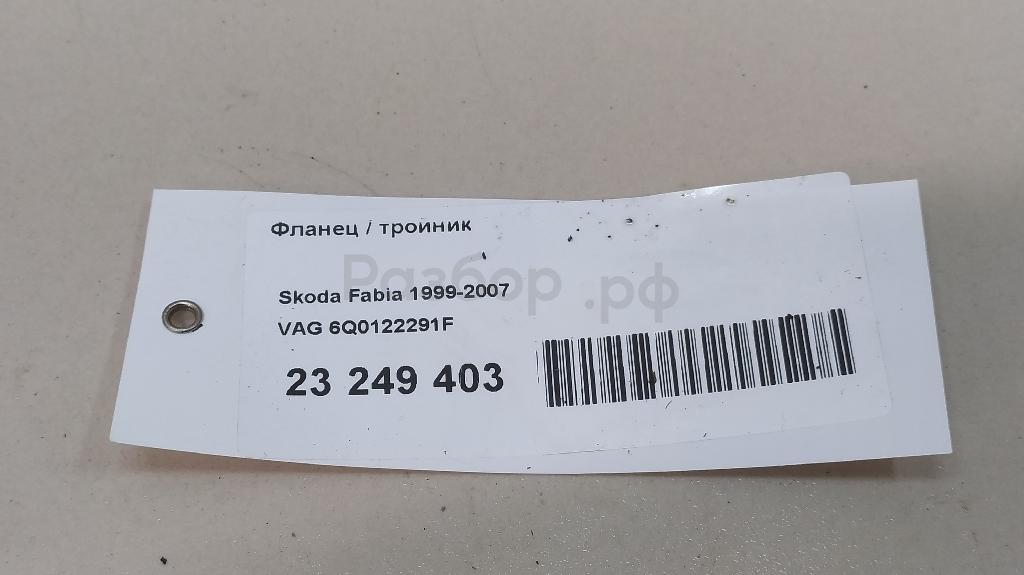 Фланец / тройник
Разбор.рф
Skoda Fabia 1999-2007
VAG 6Q0122291F
23 249 403